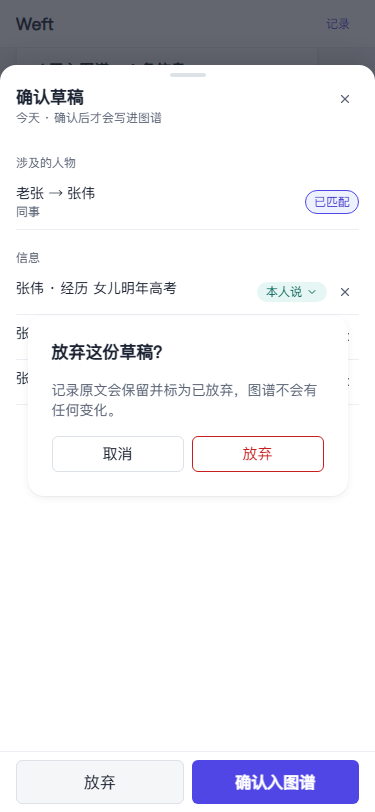 Weft
记录
确认草稿
今天 · 确认后才会写进图谱
涉及的人物
老张 → 张伟
同事
已匹配
信息
张伟 · 经历 女儿明年高考
本人说
张
张
放弃这份草稿?
记录原文会保留并标为已放弃，图谱不会有
任何变化。
取消
放弃
放弃
确认入图谱